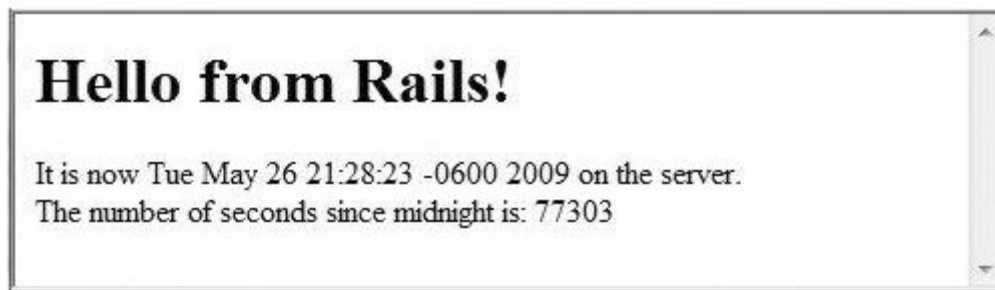 Hello from Rails!
It is now Tue May 26 21:28:23 -0600 2009 on the server.
The number of seconds since midnight is: 77303